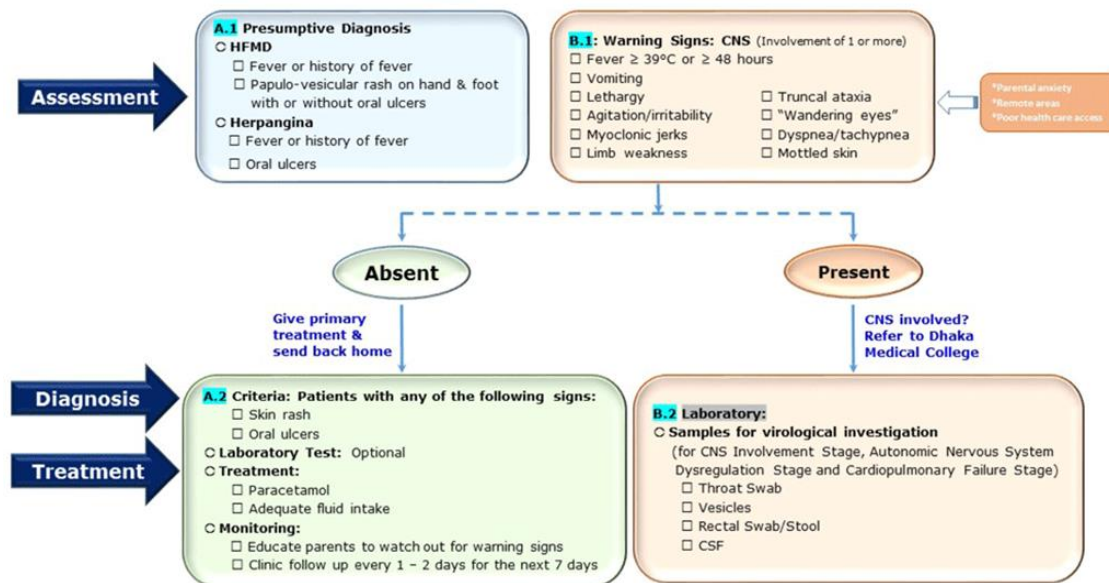 Assessment
A.1 Presumptive Diagnosis
HFMD
Fever or history of fever
Papulo-vesicular rash on hand & foot
with or without oral ulcers
Herpangina
Fever or history of fever
Oral ulcers
B.1: Warning Signs: CNS (Involvement of 1 or more)
Fever ≥ 39°C or ≥ 48 hours
Vomiting
Lethargy
Agitation/irritability
Myoclonic jerks
Limb weakness
Truncal ataxia
"Wandering eyes"
Dyspnea/tachypnea
Mottled skin
*Parental anxiety
*Remote areas
*Poor health care access
Absent
Present
Give primary
treatment &
send back home
CNS involved?
Refer to Dhaka
Medical College
Diagnosis
Treatment
A.2 Criteria: Patients with any of the following signs:
Skin rash
Oral ulcers
Laboratory Test: Optional
Treatment:
Paracetamol
Adequate fluid intake
Monitoring:
Educate parents to watch out for warning signs
Clinic follow up every 1 – 2 days for the next 7 days
B.2 Laboratory:
Samples for virological investigation
(for CNS Involvement Stage, Autonomic Nervous System
Dysregulation Stage and Cardiopulmonary Failure Stage)
Throat Swab
Vesicles
Rectal Swab/Stool
CSF